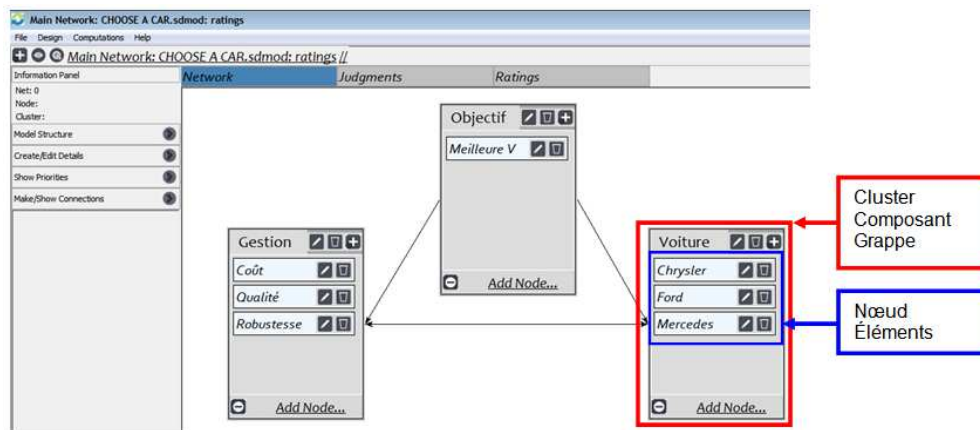 Main Network: CHOOSE A CAR.sdmod: ratings
File Design Computations Help
Main Network: CHOOSE A CAR.sdmod: ratings //
Information Panel
Network Judgments Ratings
Net: 0
Node:
Cluster:
Model Structure
Create/Edit Details
Show Priorities
Make/Show Connections
Objectif
Meilleure V
Add Node...
Gestion
Coût
Qualité
Robustesse
Add Node...
Voiture
Chrysler
Ford
Mercedes
Add Node...
Cluster
Composant
Grappe
Nœud
Éléments